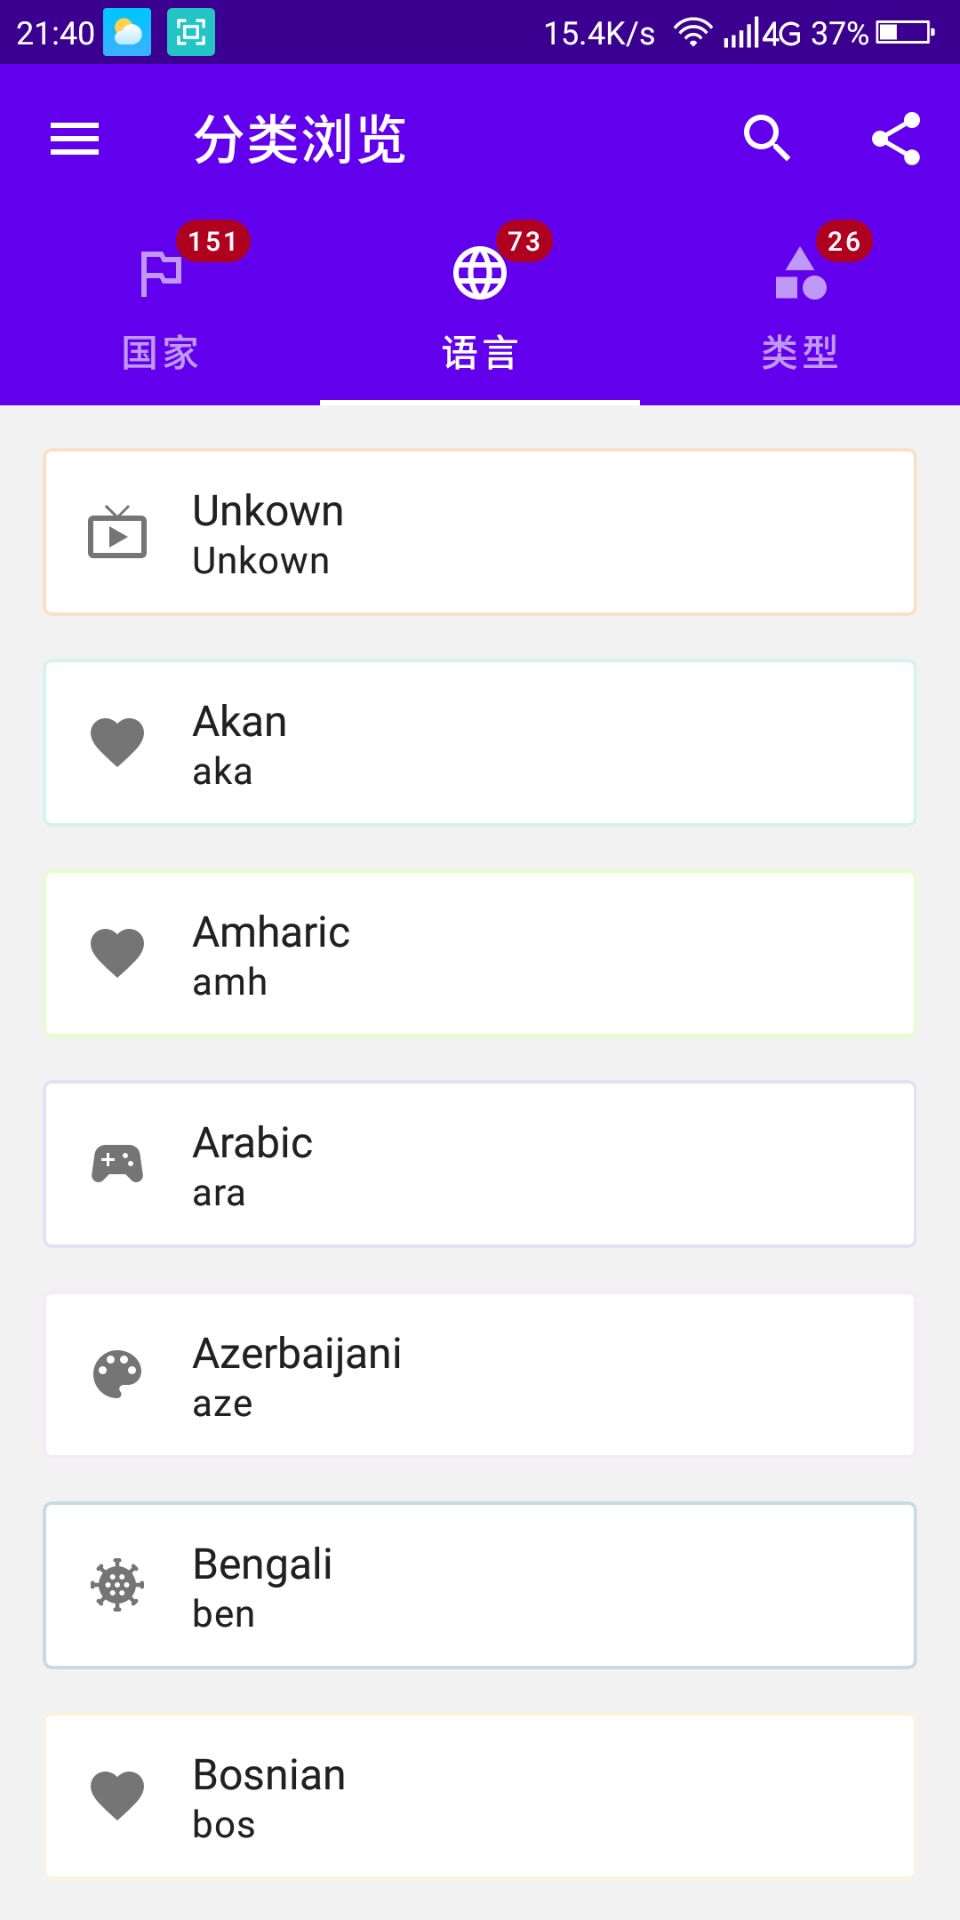 21:40 15.4K/s 4G 37%
分类浏览
151 73 26
国家 语言 类型
Unkown
Unkown
Akan
aka
Amharic
amh
Arabic
ara
Azerbaijani
aze
Bengali
ben
Bosnian
bos